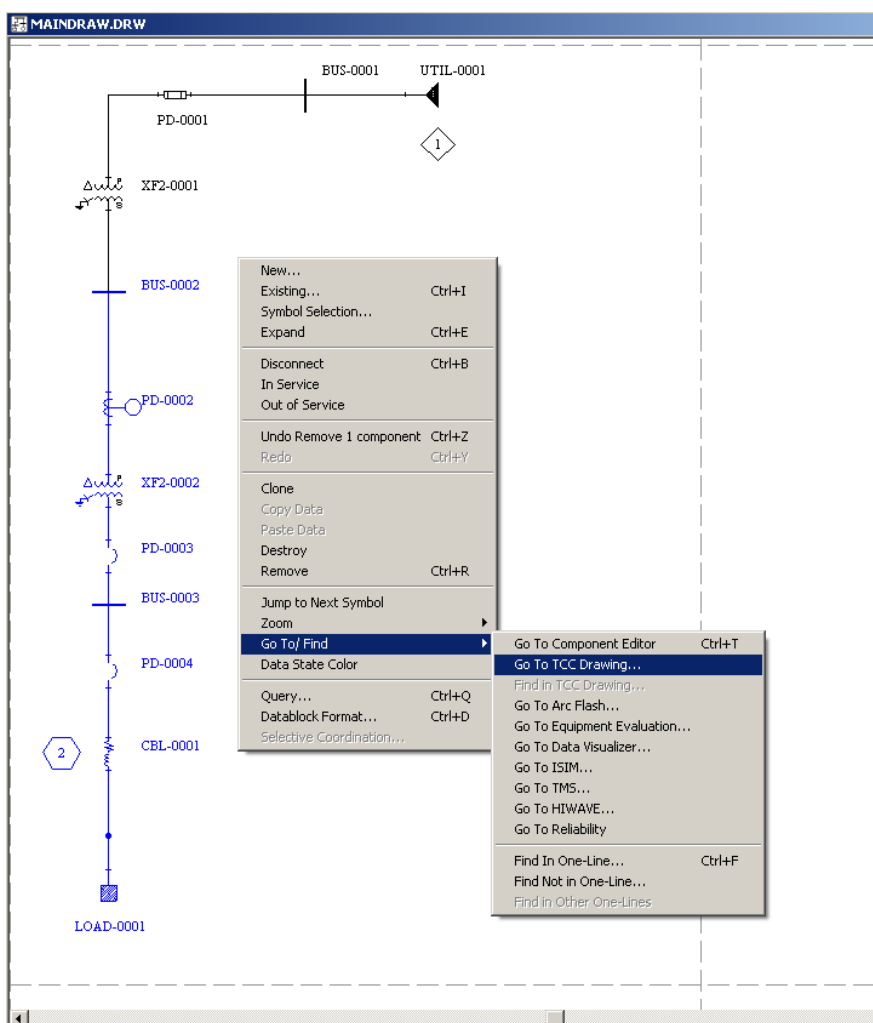 MAINDRAW.DRW
BUS-0001 UTIL-0001
PD-0001
1
XF2-0001
P
S
BUS-0002
PD-0002
XF2-0002
P
S
PD-0003
BUS-0003
PD-0004
2
CBL-0001
LOAD-0001
New...
Existing... Ctrl+I
Symbol Selection...
Expand Ctrl+E
Disconnect Ctrl+B
In Service
Out of Service
Undo Remove 1 component Ctrl+Z
Redo Ctrl+Y
Clone
Copy Data
Paste Data
Destroy
Remove Ctrl+R
Jump to Next Symbol
Zoom
Go To/ Find
Data State Color
Query... Ctrl+Q
Datablock Format... Ctrl+D
Selective Coordination...
Go To Component Editor Ctrl+T
Go To TCC Drawing...
Find in TCC Drawing...
Go To Arc Flash...
Go To Equipment Evaluation...
Go To Data Visualizer...
Go To ISIM...
Go To TMS...
Go To HIWAVE...
Go To Reliability
Find In One-Line... Ctrl+F
Find Not in One-Line...
Find in Other One-Lines